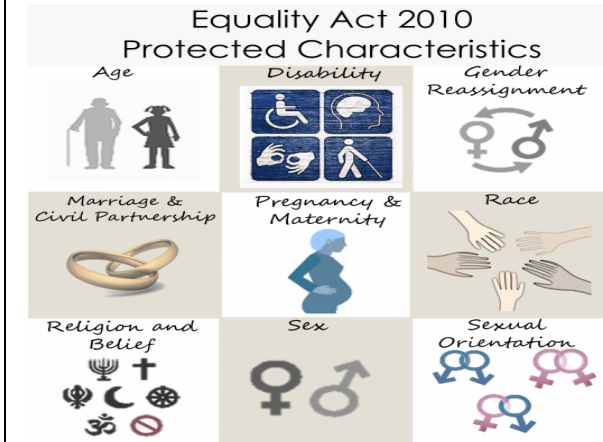 Equality Act 2010
Protected Characteristics
Age
Disability
Gender
Reassignment
Marriage &
Civil Partnership
Pregnancy &
Maternity
Race
Religion and
Belief
Sex
Sexual
Orientation